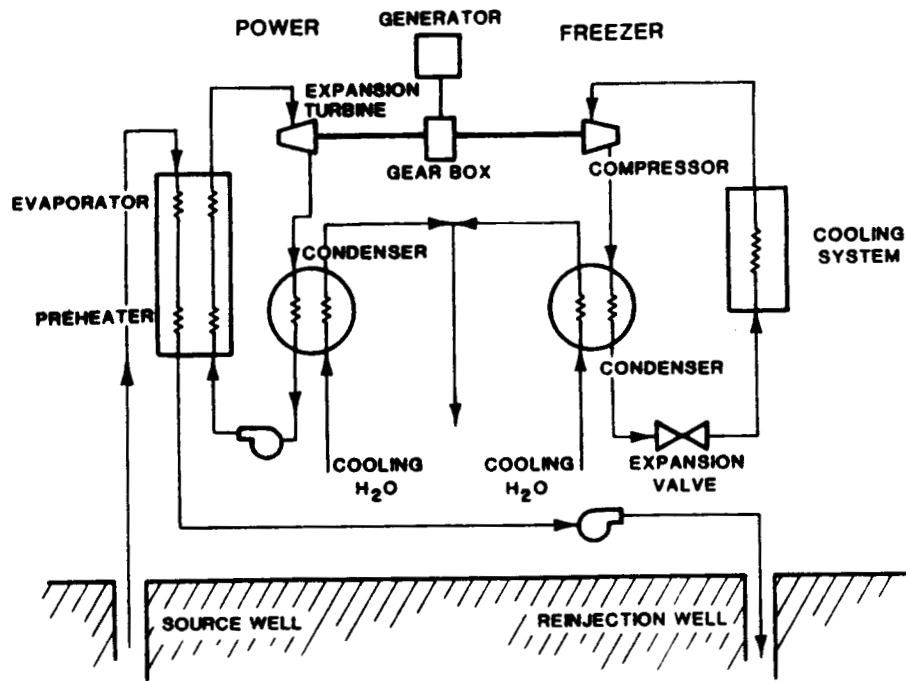 GENERATOR
POWER
FREEZER
EXPANSION
TURBINE
GEAR BOX
COMPRESSOR
EVAPORATOR
PREHEATER
CONDENSER
COOLING
SYSTEM
CONDENSER
COOLING
H2O
COOLING
H2O
EXPANSION
VALVE
SOURCE WELL
REINJECTION WELL